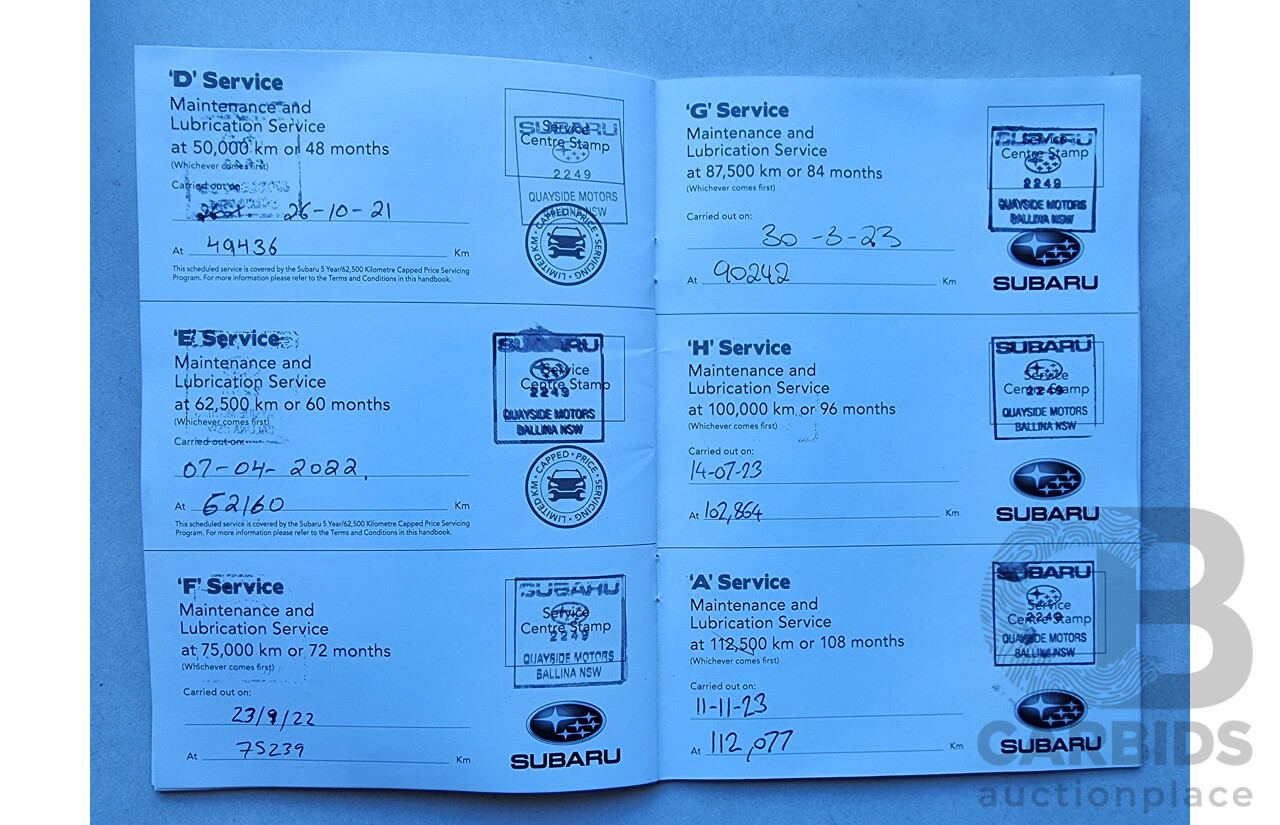 'D' Service
Maintenance and
Lubrication Service
at 50,000 km or 48 months
(Whichever comes first)
Carried out on:
26-10-21
At 49436 Km
This scheduled service is covered by the Subaru 5 Year/62,500 Kilometre Capped Price Servicing
Program. For more information please refer to the Terms and Conditions in this handbook.
SUBARU
Service
Centre Stamp
2249
QUAYSIDE MOTORS
BALLINA NSW
CAPPED PRICE SERVICING
LIMITED KM
'E' Service
Maintenance and
Lubrication Service
at 62,500 km or 60 months
(Whichever comes first)
Carried out on:
07-04-2022,
At 62160 Km
This scheduled service is covered by the Subaru 5 Year/62,500 Kilometre Capped Price Servicing
Program. For more information please refer to the Terms and Conditions in this handbook.
SUBARU
Service
Centre Stamp
2249
QUAYSIDE MOTORS
BALLINA NSW
CAPPED PRICE SERVICING
LIMITED KM
'F' Service
Maintenance and
Lubrication Service
at 75,000 km or 72 months
(Whichever comes first)
Carried out on:
23/9/22
At 75239 Km
SUBARU
Service
Centre Stamp
2249
QUAYSIDE MOTORS
BALLINA NSW
SUBARU
'G' Service
Maintenance and
Lubrication Service
at 87,500 km or 84 months
(Whichever comes first)
Carried out on:
30-3-23
At 90242 Km
SUBARU
Service
Centre Stamp
2249
QUAYSIDE MOTORS
BALLINA NSW
SUBARU
'H' Service
Maintenance and
Lubrication Service
at 100,000 km or 96 months
(Whichever comes first)
Carried out on:
14-07-23
At 102,864 Km
SUBARU
Service
Centre Stamp
2249
QUAYSIDE MOTORS
BALLINA NSW
SUBARU
'A' Service
Maintenance and
Lubrication Service
at 112,500 km or 108 months
(Whichever comes first)
Carried out on:
11-11-23
At 112,077 Km
SUBARU
Service
Centre Stamp
2249
QUAYSIDE MOTORS
BALLINA NSW
SUBARU
CARBIDS
auctionplace